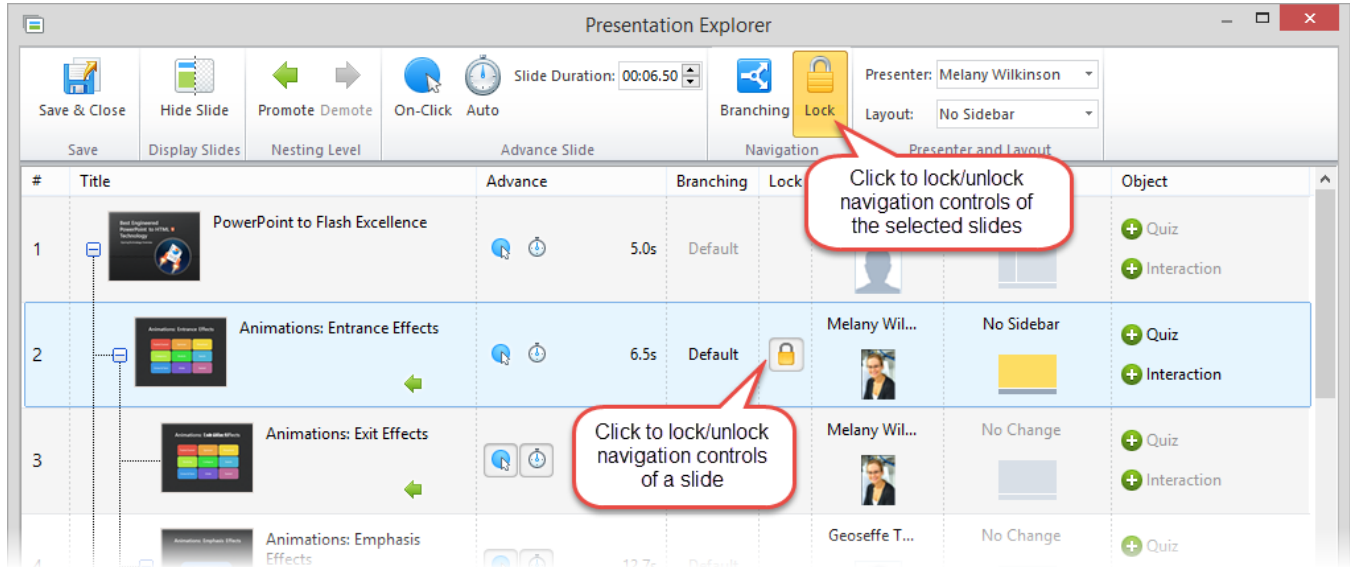 Presentation Explorer
Save & Close
Hide Slide
Promote Demote
On-Click
Auto
Slide Duration: 00:06.50
Branching
Lock
Presenter: Melany Wilkinson
Layout: No Sidebar
Save
Display Slides
Nesting Level
Advance Slide
Navigation
Presenter and Layout
Click to lock/unlock
navigation controls of
the selected slides
# Title Advance Branching Lock Object
1
PowerPoint to Flash Excellence
5.0s
Default
Quiz
Interaction
2
Animations: Entrance Effects
6.5s
Default
Melany Wil...
No Sidebar
Quiz
Interaction
Click to lock/unlock
navigation controls
of a slide
3
Animations: Exit Effects
Melany Wil...
No Change
Quiz
Interaction
4
Animations: Emphasis
Effects
12.7s
Default
Geoseffe T...
No Change
Quiz